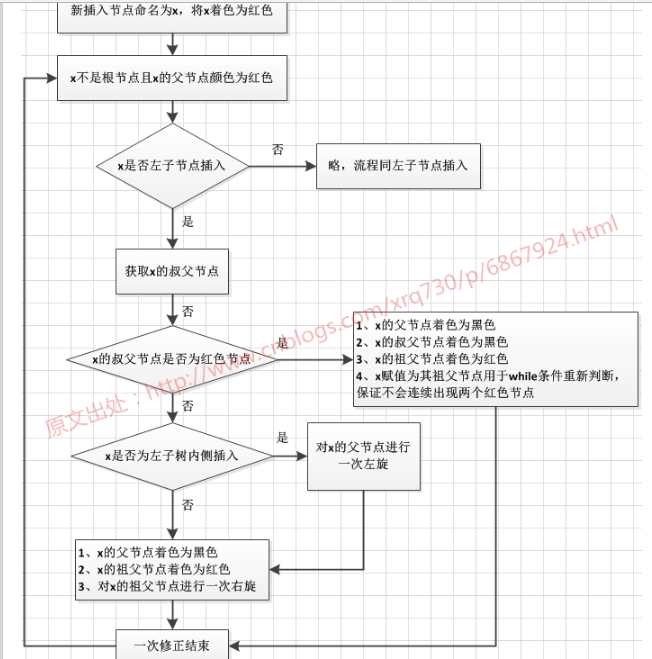 新插入节点命名为x，将x着色为红色
x不是根节点且x的父节点颜色为红色
x是否左子节点插入
否
略，流程同左子节点插入
是
获取x的叔父节点
否
x的叔父节点是否为红色节点
是
1、x的父节点着色为黑色
2、x的叔父节点着色为黑色
3、x的祖父节点着色为红色
4、x赋值为其祖父节点用于while条件重新判断，
保证不会连续出现两个红色节点
否
x是否为左子树内侧插入
是
对x的父节点进行
一次左旋
否
1、x的父节点着色为黑色
2、x的祖父节点着色为红色
3、对x的祖父节点进行一次右旋
一次修正结束
原文出处：http://www.cnblogs.com/xrq730/p/6867924.html